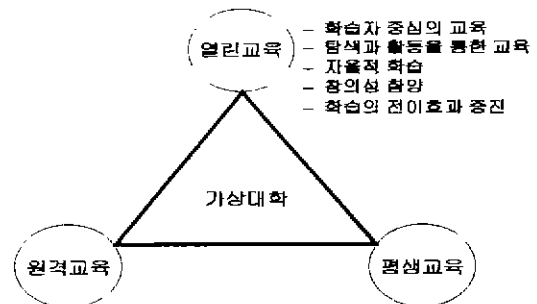 열린교육
– 학습자 중심의 교육
– 탐색과 활동을 통한 교육
– 자율적 학습
– 창의성 함양
– 학습의 전이효과 증진
가상대학
원격교육
평생교육